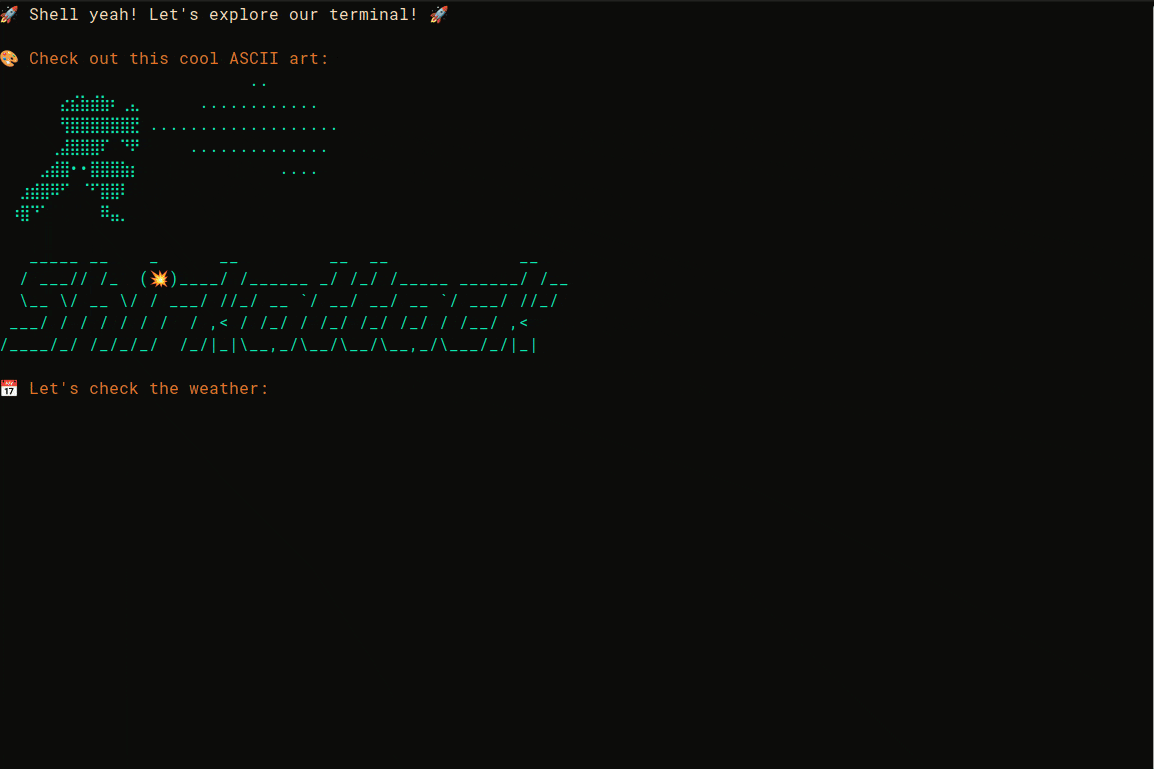 🚀 Shell yeah! Let's explore our terminal! 🚀
🎨 Check out this cool ASCII art:
📅 Let's check the weather: